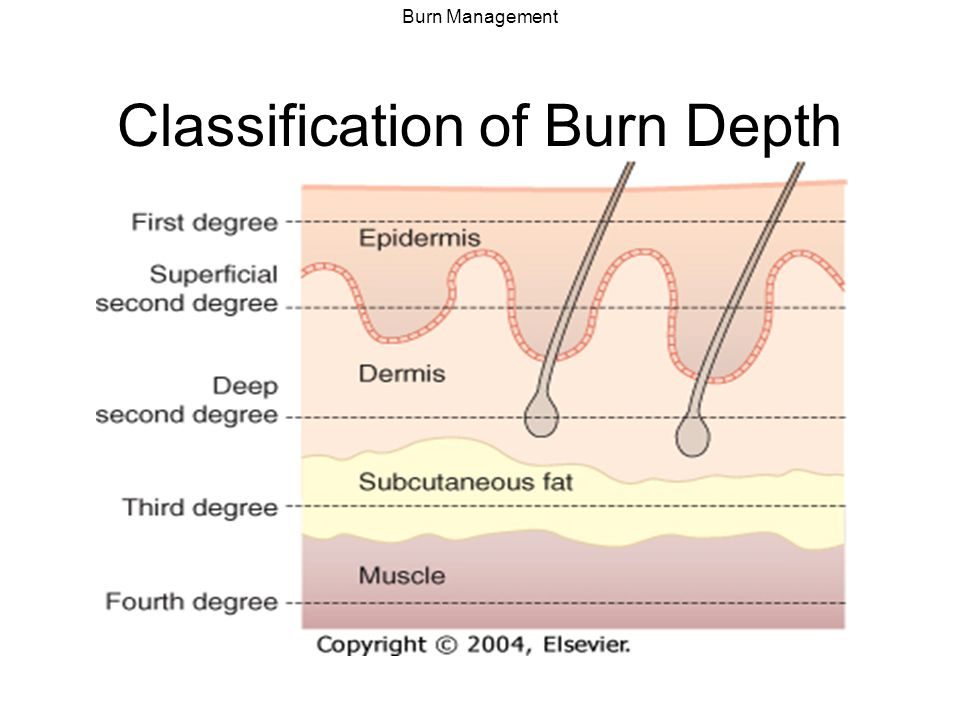 Burn Management
Classification of Burn Depth
First degree
Epidermis
Superficial
second degree
Dermis
Deep
second degree
Subcutaneous fat
Third degree
Muscle
Fourth degree
Copyright © 2004, Elsevier.